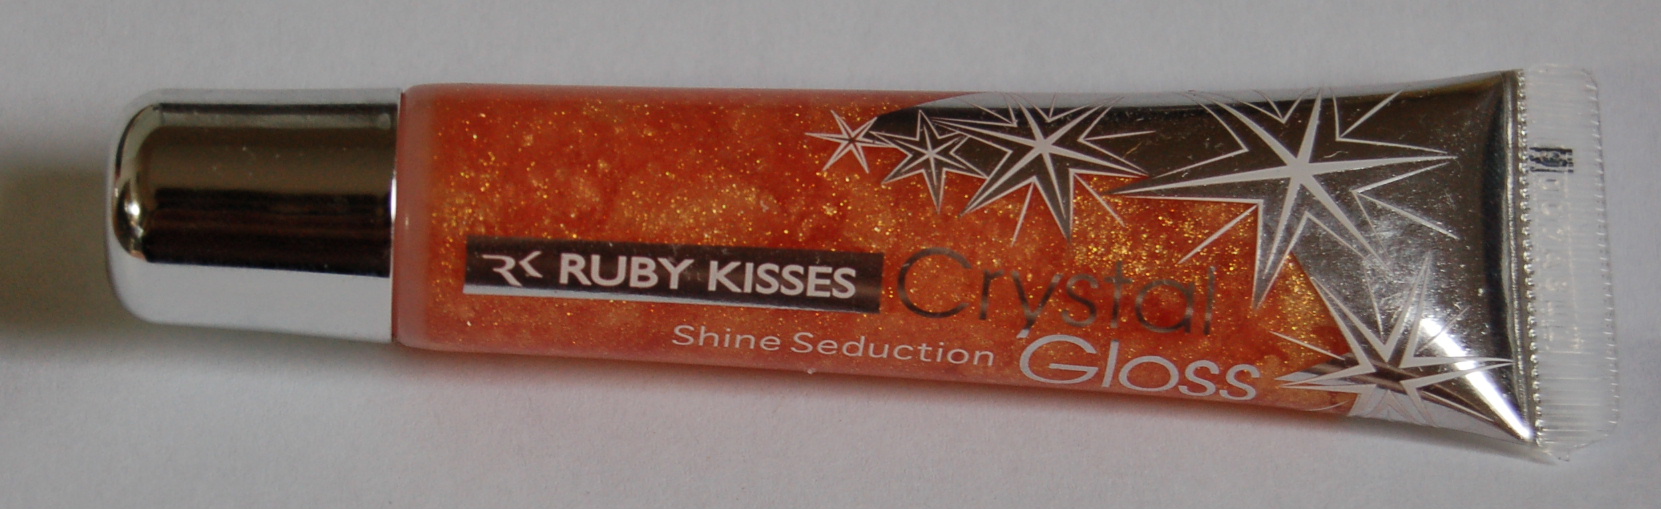 RK RUBY KISSES
Crystal
Shine Seduction
Gloss